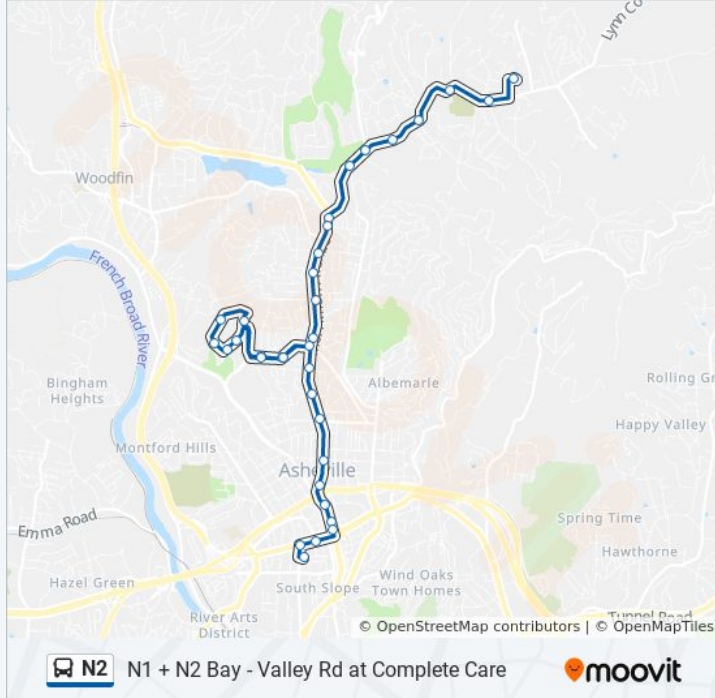 Lynn Co
Woodfin
French Broad River
Bingham
Heights
Albemarle
Rolling Gr
Happy Valley
Montford Hills
Asheville
Emma Road
Spring Time
Hawthorne
Hazel Green
South Slope
Wind Oaks
Town Homes
River Arts
District
Tunnel Road
© OpenStreetMap contributors | © OpenMapTiles
N2 N1 + N2 Bay - Valley Rd at Complete Care
moovit